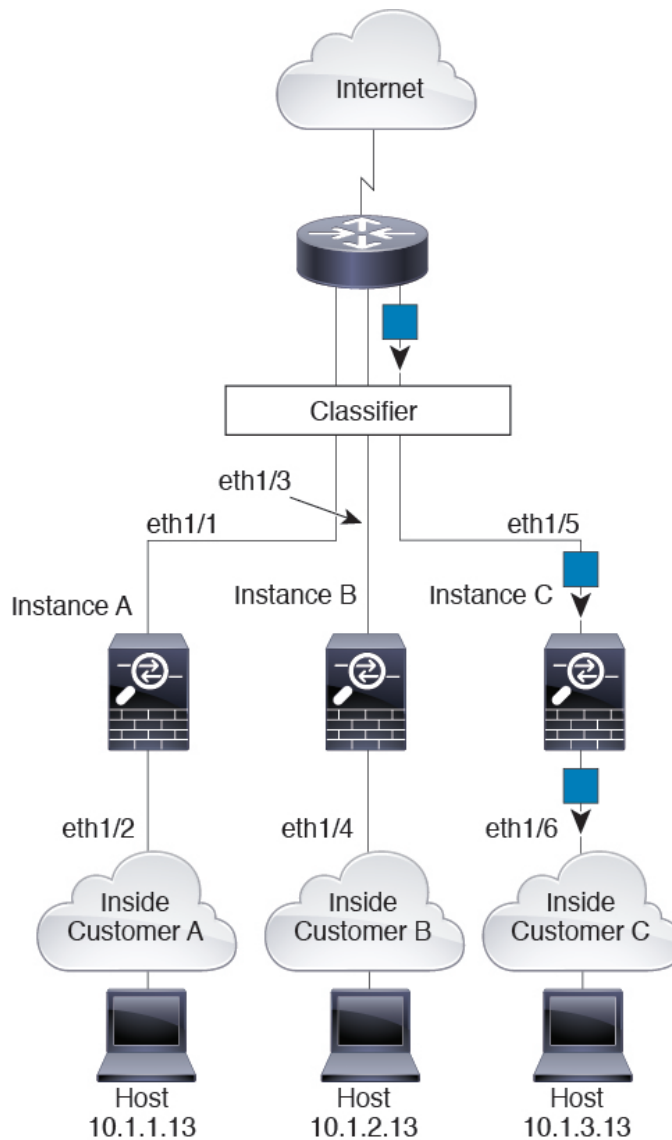 Internet
Classifier
eth1/3
eth1/1
eth1/5
Instance A
Instance B
Instance C
eth1/2
eth1/4
eth1/6
Inside
Customer A
Inside
Customer B
Inside
Customer C
Host
10.1.1.13
Host
10.1.2.13
Host
10.1.3.13